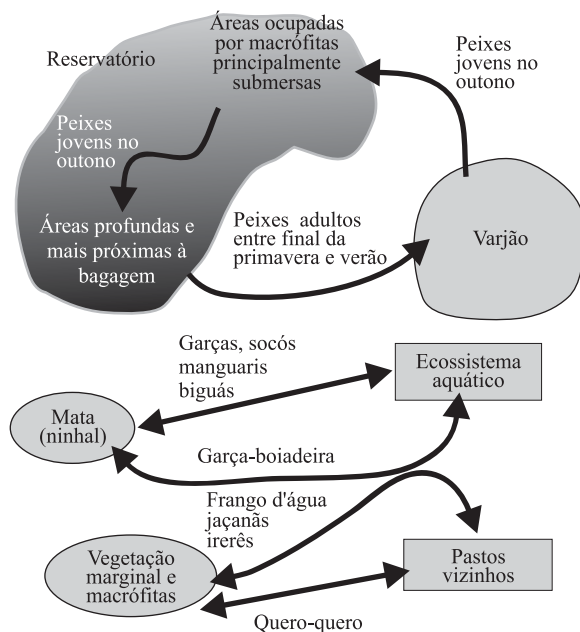 Reservatório
Áreas ocupadas
por macrófitas
principalmente
submersas
Peixes
jovens no
outono
Peixes
jovens no
outono
Áreas profundas e
mais próximas à
bagagem
Peixes adultos
entre final da
primavera e verão
Varjão
Garças, socós
manguaris
biguás
Ecossistema
aquático
Mata
(ninhal)
Garça-boiadeira
Frango d'água
jaçanãs
irerês
Vegetação
marginal e
macrófitas
Pastos
vizinhos
Quero-quero